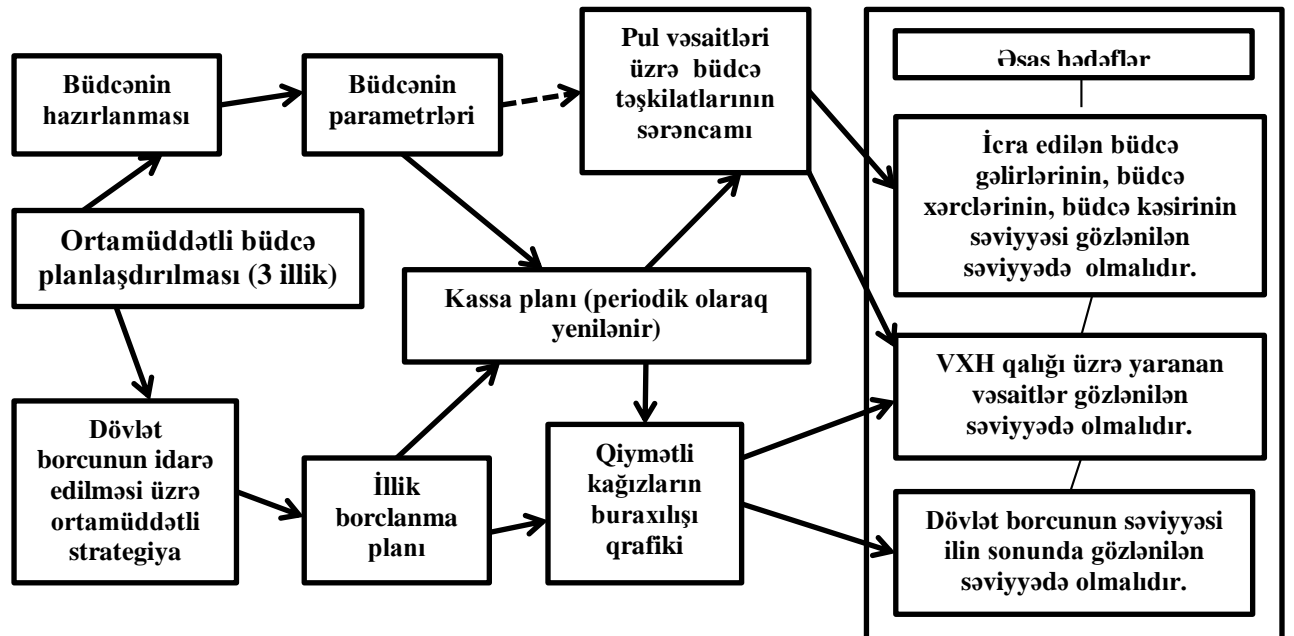 Büdcənin
hazırlanması
Büdcənin
parametrləri
Pul vəsaitləri
üzrə büdcə
təşkilatlarının
sərəncamı
Ortamüddətli büdcə
planlaşdırılması (3 illik)
Kassa planı (periodik olaraq
yenilənir)
Dövlət
borcunun idarə
edilməsi üzrə
ortamüddətli
strategiya
İllik
borclanma
planı
Qiymətli
kağızların
buraxılışı
qrafiki
Əsas hədəflər
İcra edilən büdcə
gəlirlərinin, büdcə
xərclərinin, büdcə kəsirinin
səviyyəsi gözlənilən
səviyyədə olmalıdır.
VXH qalığı üzrə yaranan
vəsaitlər gözlənilən
səviyyədə olmalıdır.
Dövlət borcunun səviyyəsi
ilin sonunda gözlənilən
səviyyədə olmalıdır.